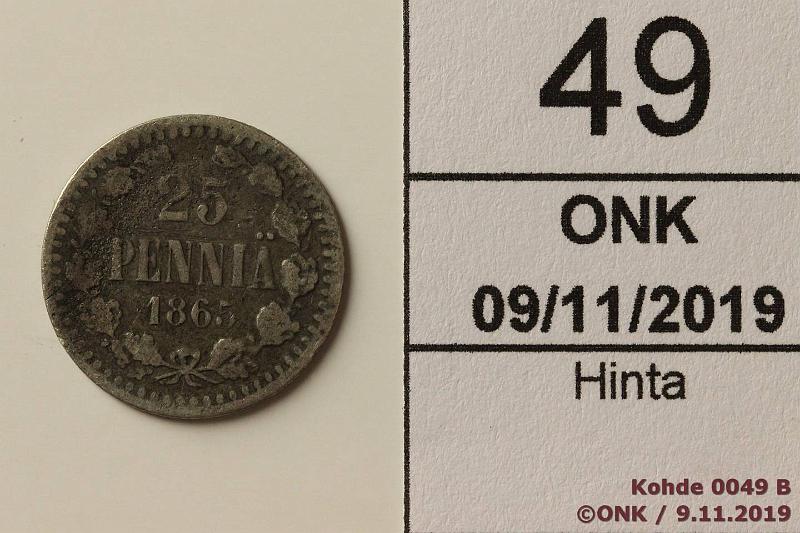 25
PENNIÄ
1865
49
ONK
09/11/2019
Hinta
Kohde 0049 B
©ONK / 9.11.2019